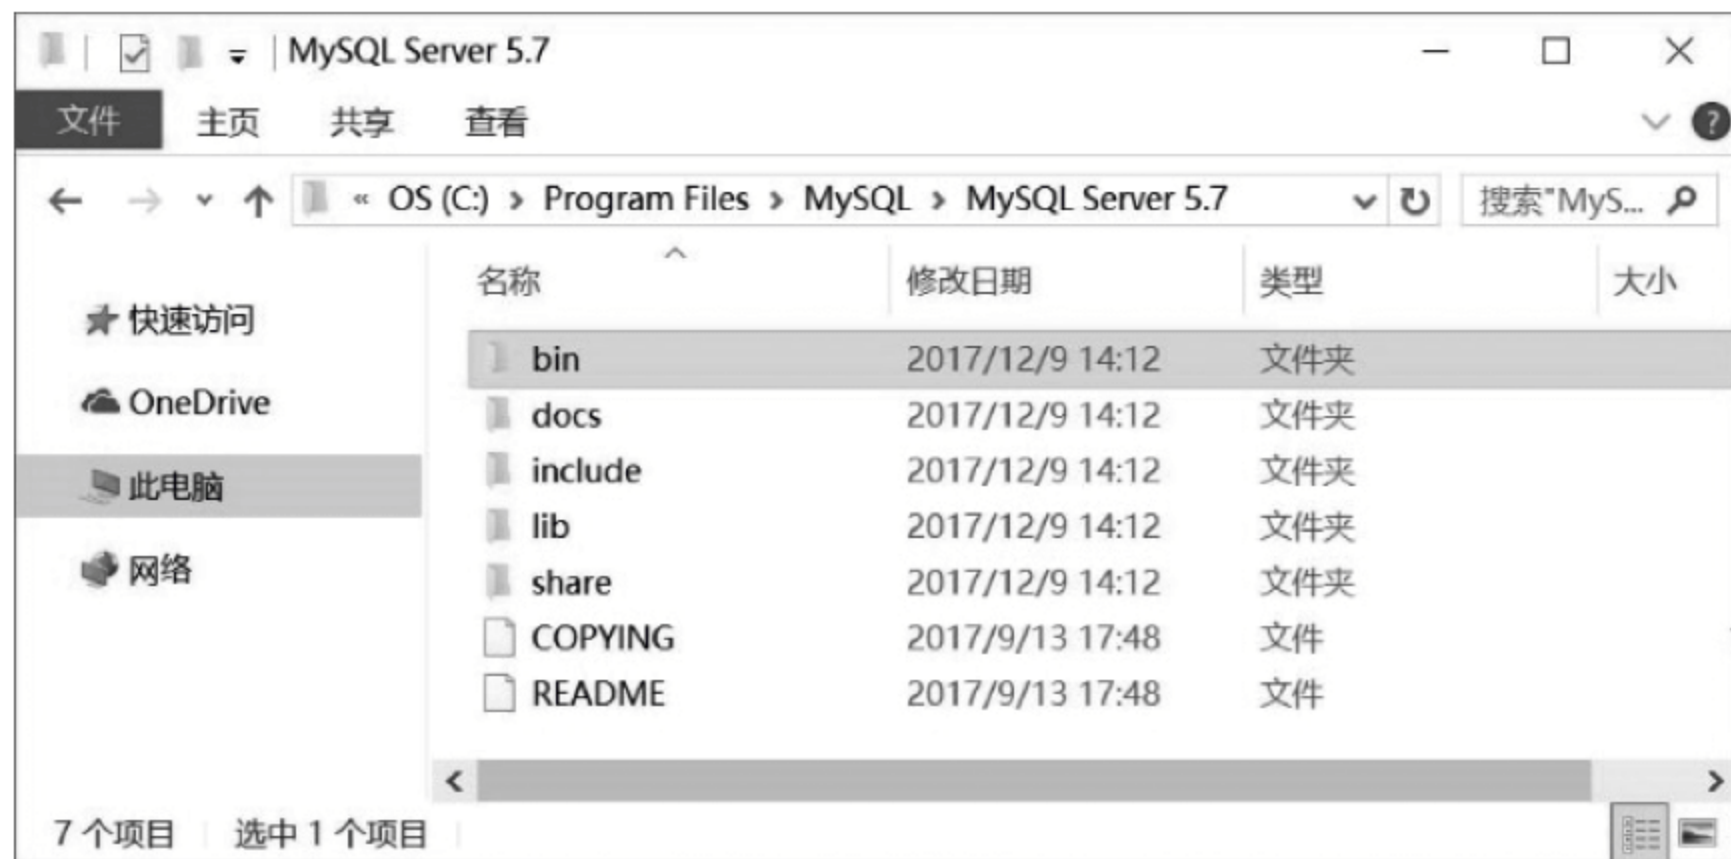 MySQL Server 5.7
文件 主页 共享 查看 ?
« OS (C:) › Program Files › MySQL › MySQL Server 5.7 搜索"MyS...
名称 修改日期 类型 大小
快速访问
OneDrive
此电脑
网络
bin 2017/12/9 14:12 文件夹
docs 2017/12/9 14:12 文件夹
include 2017/12/9 14:12 文件夹
lib 2017/12/9 14:12 文件夹
share 2017/12/9 14:12 文件夹
COPYING 2017/9/13 17:48 文件
README 2017/9/13 17:48 文件
7 个项目 选中 1 个项目